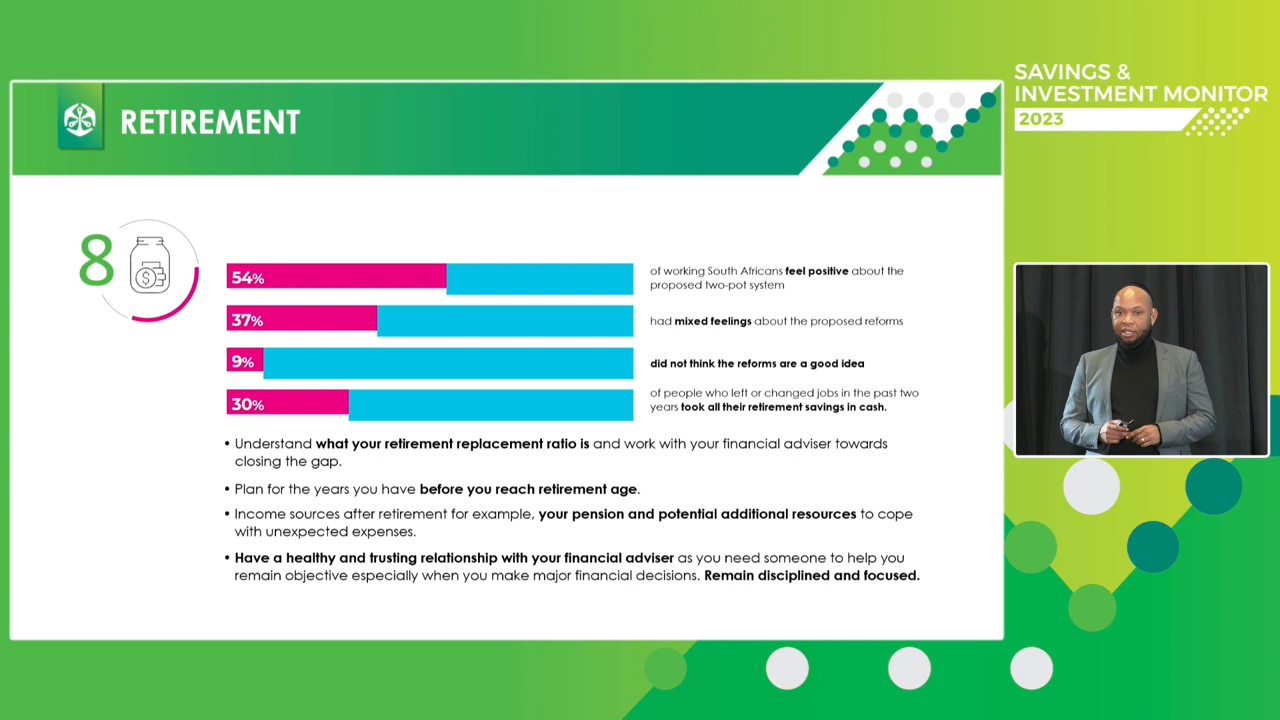 SAVINGS &
INVESTMENT MONITOR
2023
RETIREMENT
8
54%
of working South Africans feel positive about the
proposed two-pot system
37%
had mixed feelings about the proposed reforms
9%
did not think the reforms are a good idea
30%
of people who left or changed jobs in the past two
years took all their retirement savings in cash.
• Understand what your retirement replacement ratio is and work with your financial adviser towards
closing the gap.
• Plan for the years you have before you reach retirement age.
• Income sources after retirement for example, your pension and potential additional resources to cope
with unexpected expenses.
• Have a healthy and trusting relationship with your financial adviser as you need someone to help you
remain objective especially when you make major financial decisions. Remain disciplined and focused.